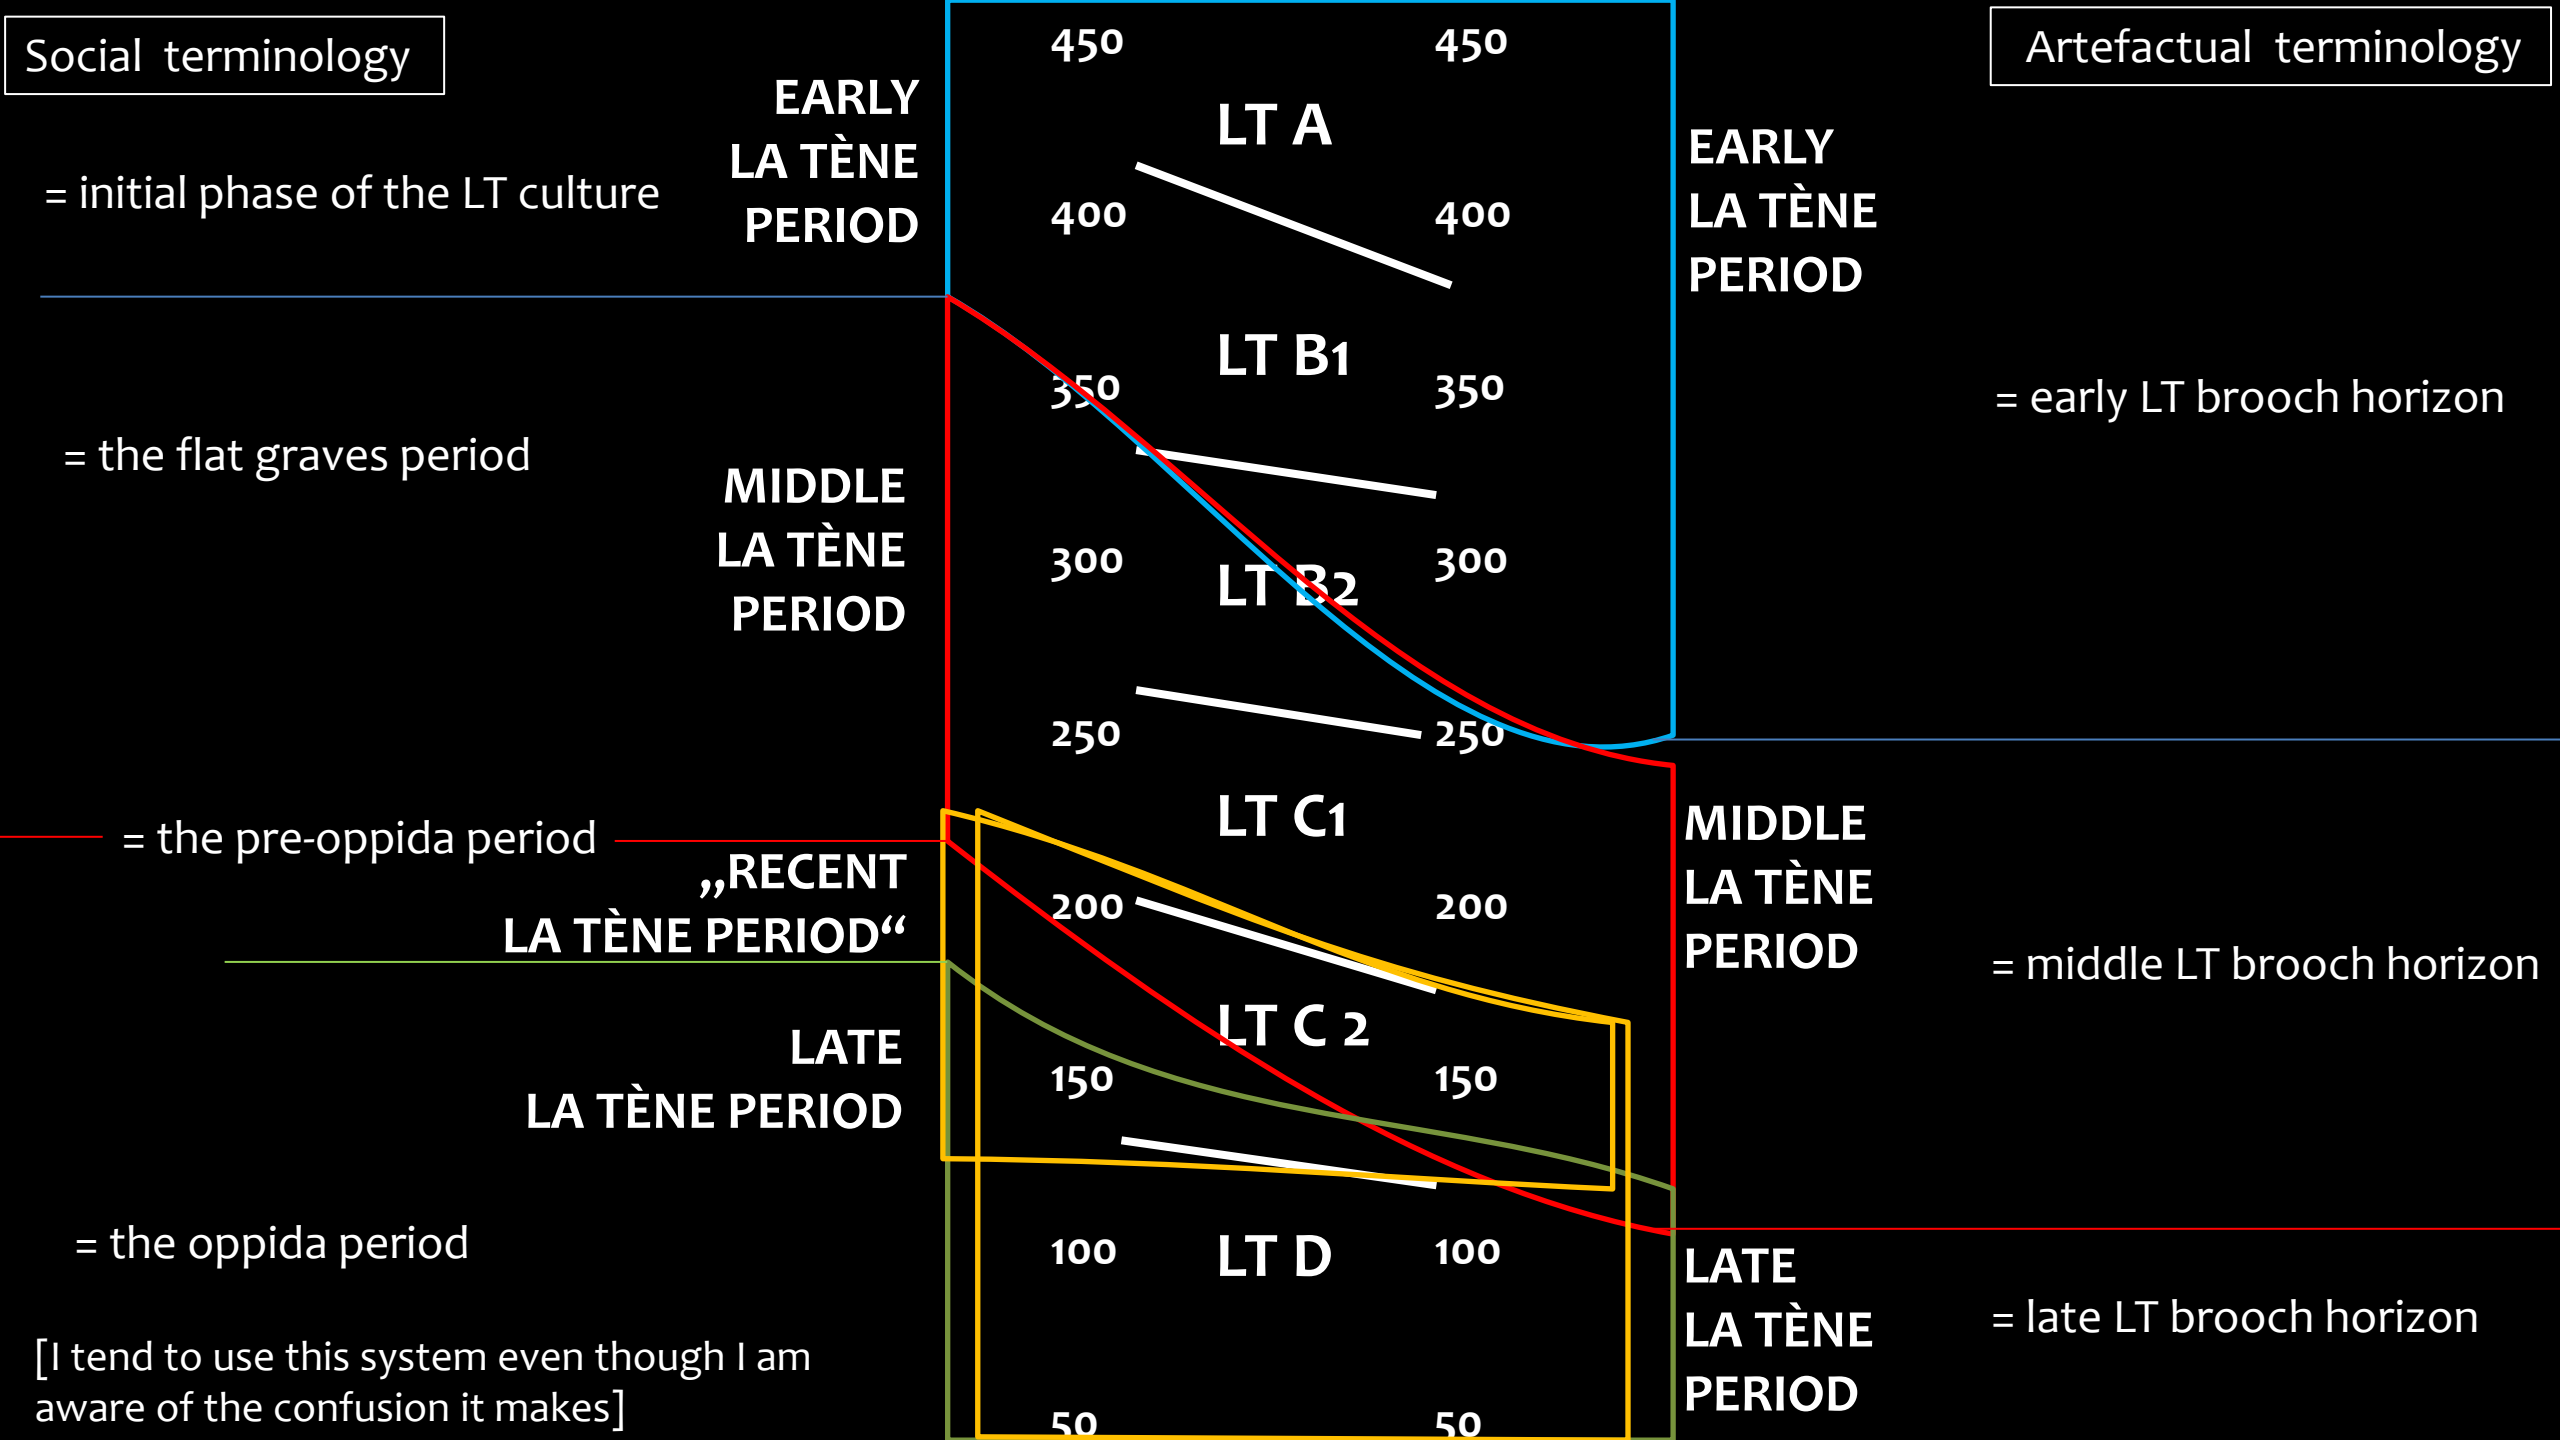 Social terminology
= initial phase of the LT culture
EARLY
LA TÈNE
PERIOD
= the flat graves period
MIDDLE
LA TÈNE
PERIOD
= the pre-oppida period
„RECENT
LA TÈNE PERIOD“
LATE
LA TÈNE PERIOD
= the oppida period
[I tend to use this system even though I am
aware of the confusion it makes]
450 450
LT A
400 400
LT B1
350 350
300 300
LT B2
250 250
LT C1
200 200
LT C 2
150 150
100 LT D 100
50 50
Artefactual terminology
EARLY
LA TÈNE
PERIOD
= early LT brooch horizon
MIDDLE
LA TÈNE
PERIOD
= middle LT brooch horizon
LATE
LA TÈNE
PERIOD
= late LT brooch horizon